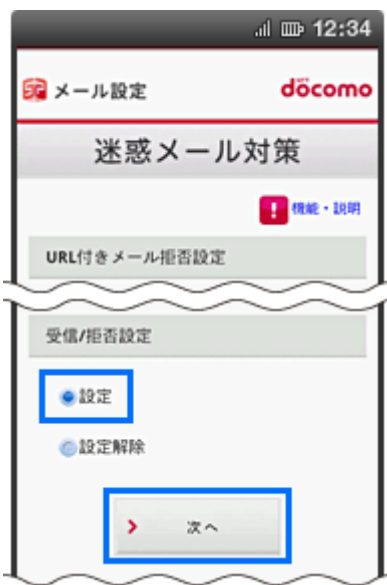 12:34
メール設定
döcomo
迷惑メール対策
! 機能・説明
URL付きメール拒否設定
受信/拒否設定
設定
設定解除
次へ